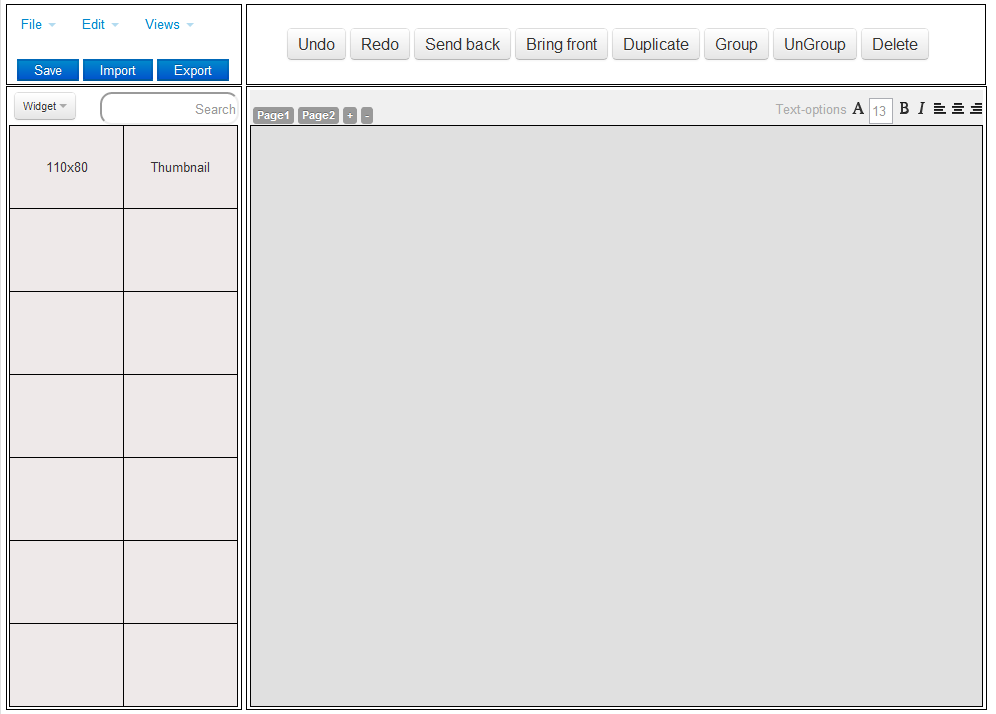 File Edit Views
Save Import Export
Undo Redo Send back Bring front Duplicate Group UnGroup Delete
Widget Search
110x80 Thumbnail
Page1 Page2 + -
Text-options A 13 B I